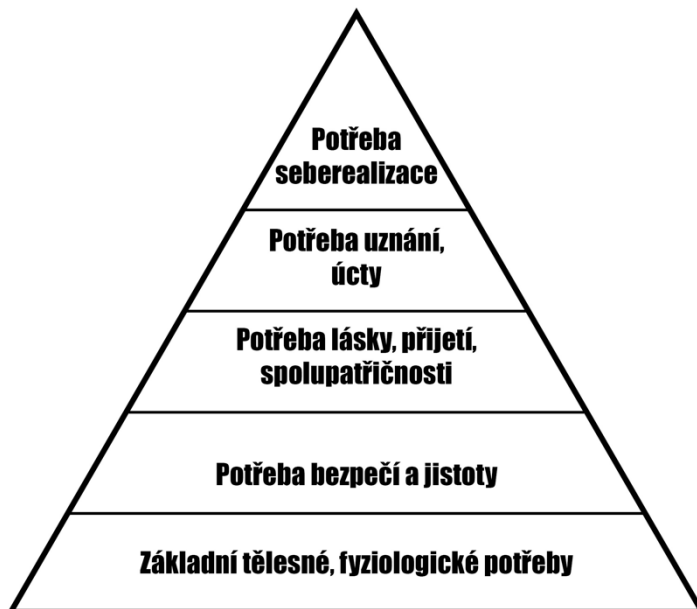 Potřeba
seberealizace
Potřeba uznání,
úcty
Potřeba lásky, přijetí,
spolupatřičnosti
Potřeba bezpečí a jistoty
Základní tělesné, fyziologické potřeby